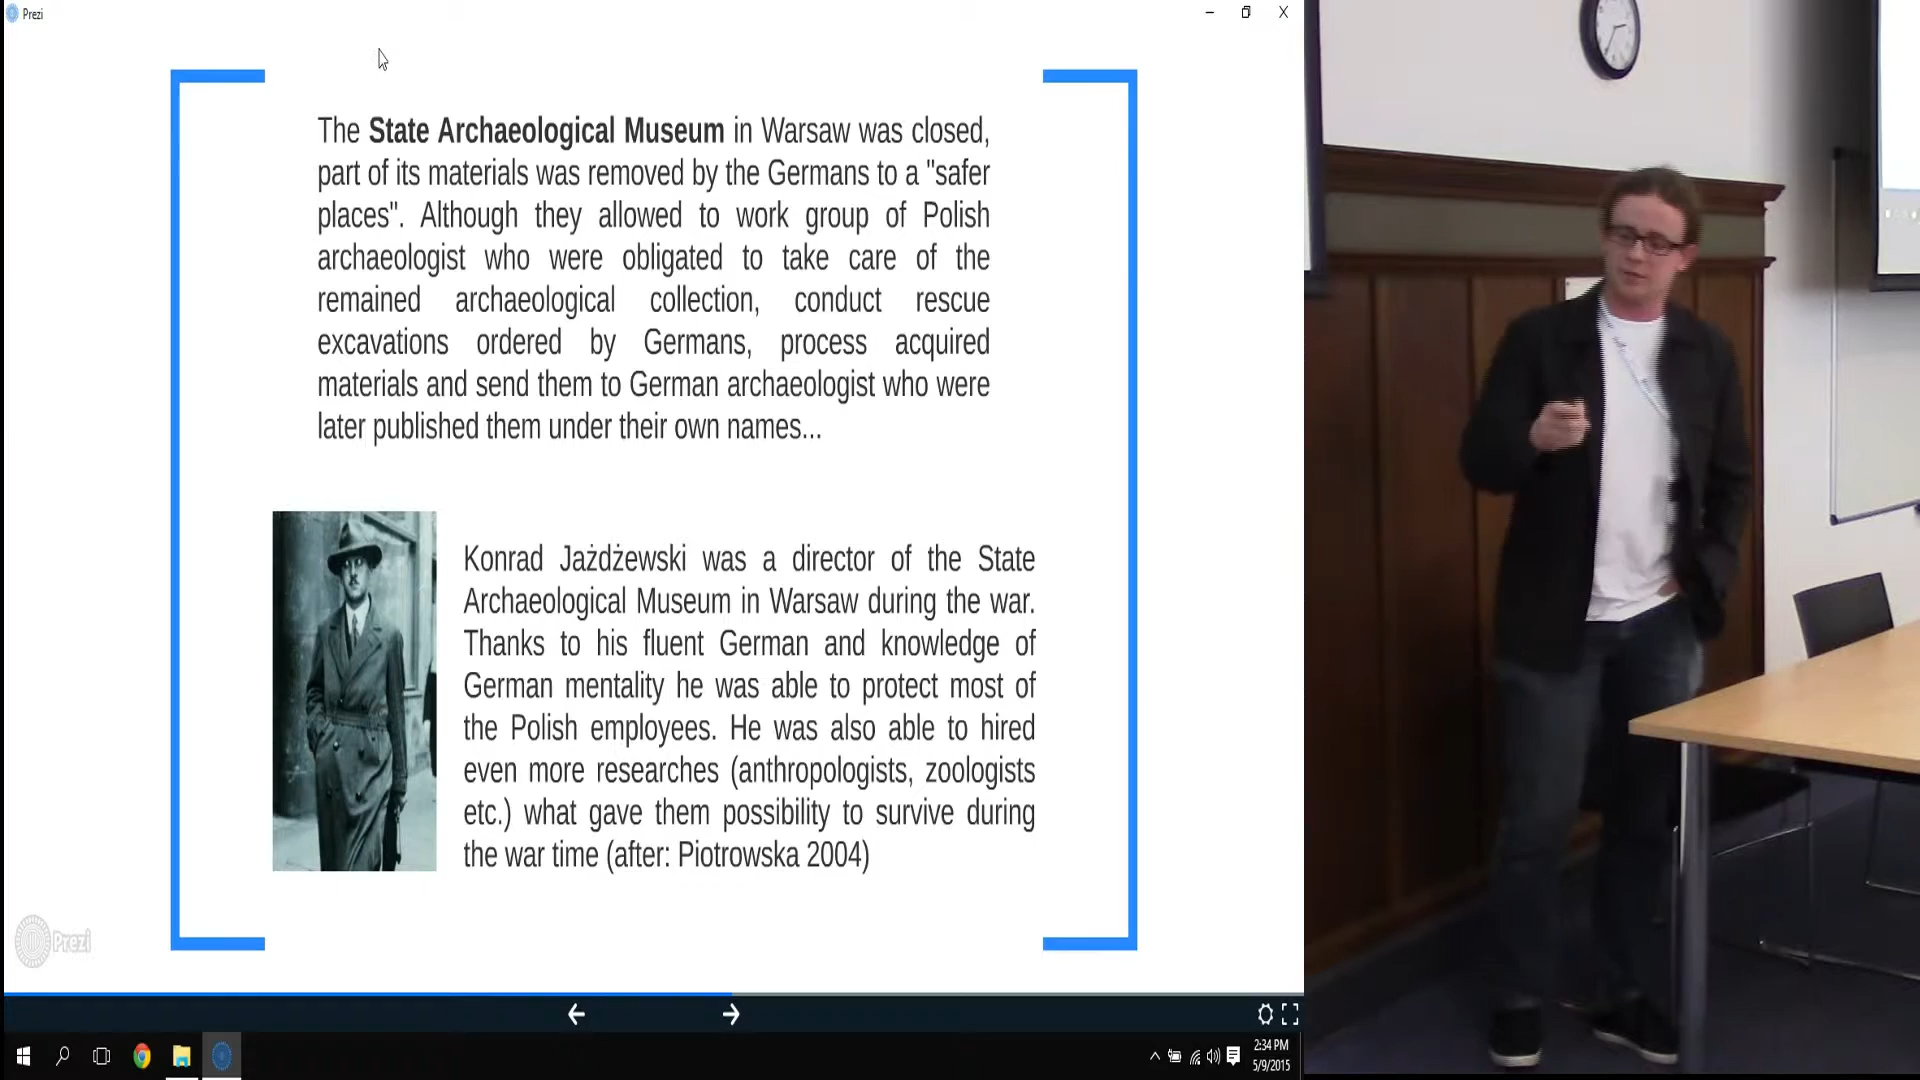 Prezi
The State Archaeological Museum in Warsaw was closed,
part of its materials was removed by the Germans to a "safer
places". Although they allowed to work group of Polish
archaeologist who were obligated to take care of the
remained archaeological collection, conduct rescue
excavations ordered by Germans, process acquired
materials and send them to German archaeologist who were
later published them under their own names...
Konrad Jażdżewski was a director of the State
Archaeological Museum in Warsaw during the war.
Thanks to his fluent German and knowledge of
German mentality he was able to protect most of
the Polish employees. He was also able to hired
even more researches (anthropologists, zoologists
etc.) what gave them possibility to survive during
the war time (after: Piotrowska 2004)
Prezi
2:34 PM
5/9/2015